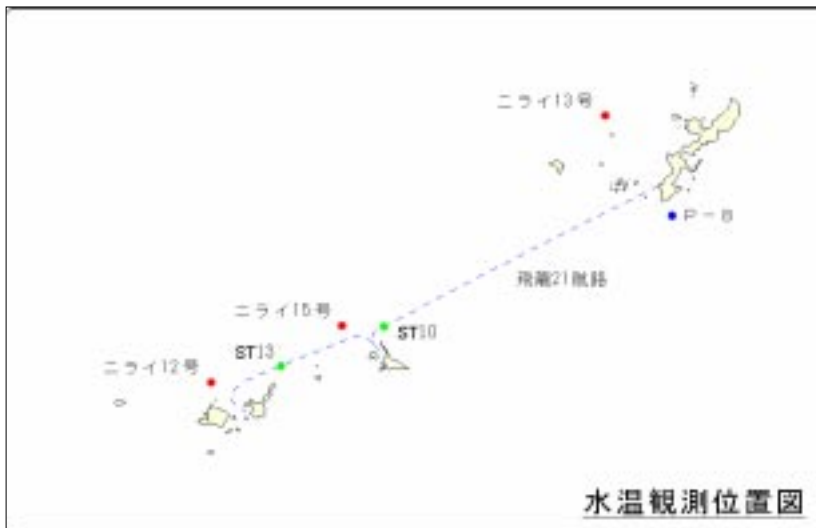 ニライ13号
P-8
飛龍21航路
ニライ15号
ST10
ST13
ニライ12号
水温観測位置図